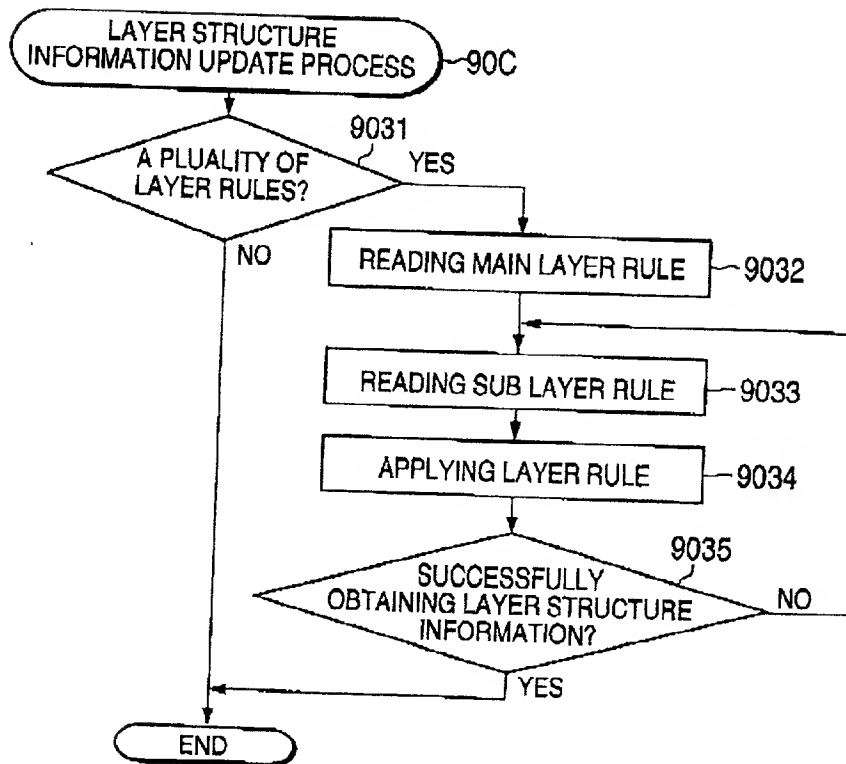 LAYER STRUCTURE
INFORMATION UPDATE PROCESS
90C
9031
A PLUALITY OF
LAYER RULES?
YES
NO
READING MAIN LAYER RULE
9032
READING SUB LAYER RULE
9033
APPLYING LAYER RULE
9034
9035
SUCCESSFULLY
OBTAINING LAYER STRUCTURE
INFORMATION?
NO
YES
END